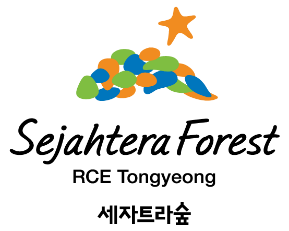 Sejahtera Forest
RCE Tongyeong
세자트라숲